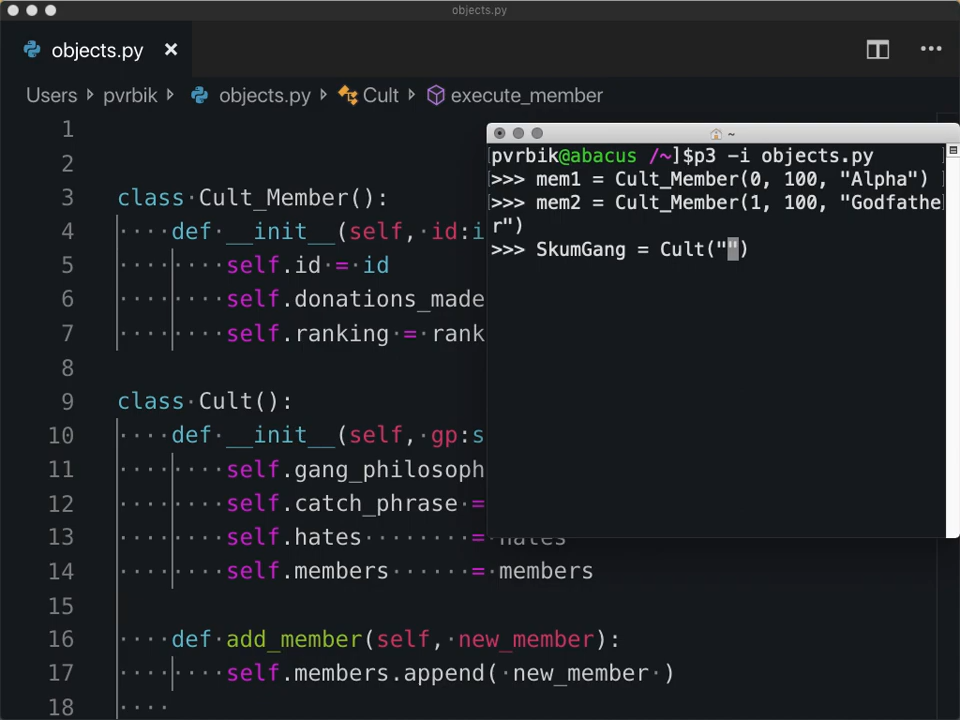 objects.py
objects.py ×
Users pvrbik objects.py Cult execute_member
1
2
3 class Cult_Member():
4 ····def·__init__(self,·id:i
5 ········self.id·=·id
6 ········self.donations_made
7 ········self.ranking·=·rank
8
9 class Cult():
10 ····def·__init__(self,·gp:s
11 ········self.gang_philosoph
12 ········self.catch_phrase·=
13 ········self.hates········=·hates
14 ········self.members······=·members
15
16 ····def·add_member(self,·new_member):
17 ········self.members.append(·new_member·)
18 ····
~
[pvrbik@abacus /~]$p3 -i objects.py
[>>> mem1 = Cult_Member(0, 100, "Alpha")
[>>> mem2 = Cult_Member(1, 100, "Godfathe
r")
>>> SkumGang = Cult("")